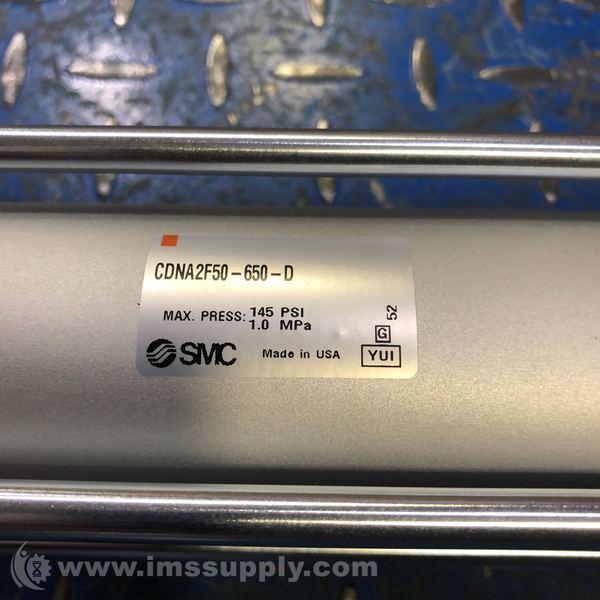 CDNA2F50-650-D
MAX. PRESS: 145 PSI
1.0 MPa
52
G
SMC Made in USA YUI
www.imssupply.com